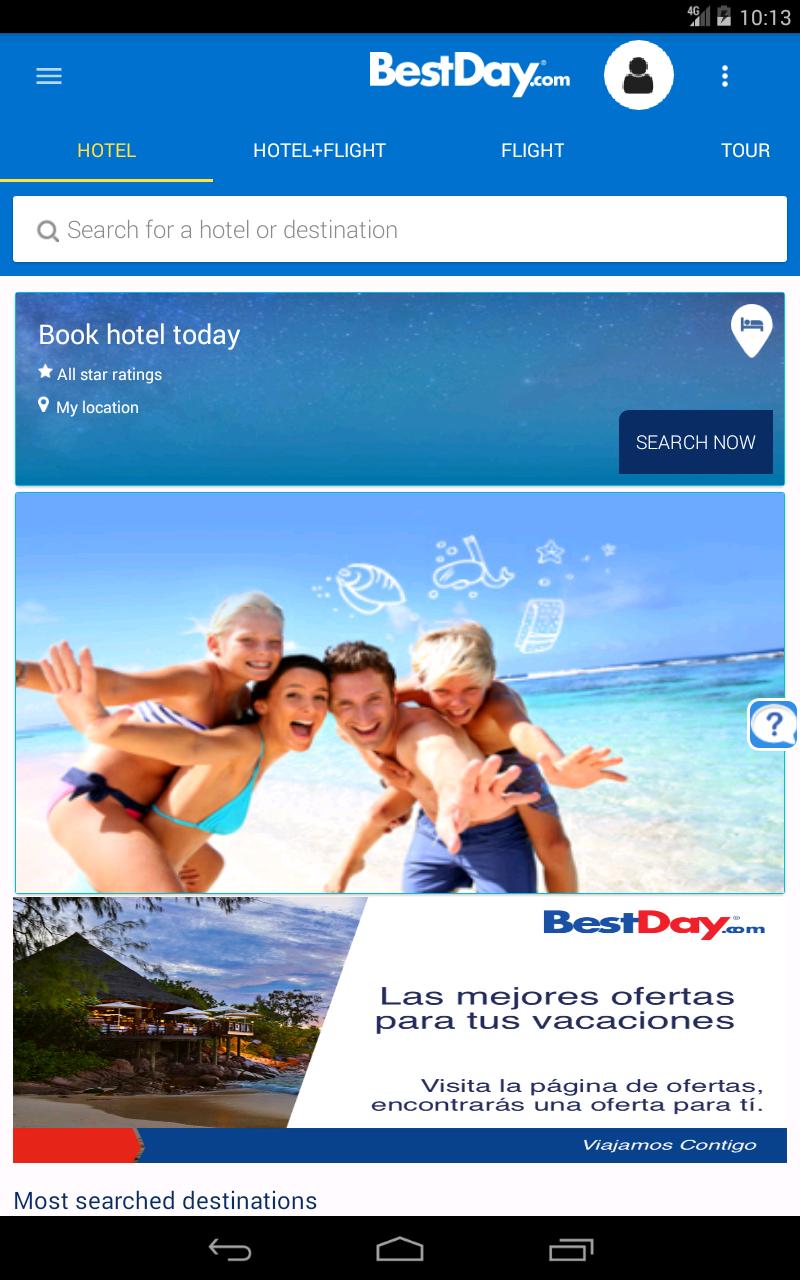 4G 10:13
BestDay.com
HOTEL HOTEL+FLIGHT FLIGHT TOUR
Search for a hotel or destination
Book hotel today
All star ratings
My location
SEARCH NOW
?
BestDay®.com
Las mejores ofertas
para tus vacaciones
Visita la página de ofertas,
encontrarás una oferta para tí.
Viajamos Contigo
Most searched destinations